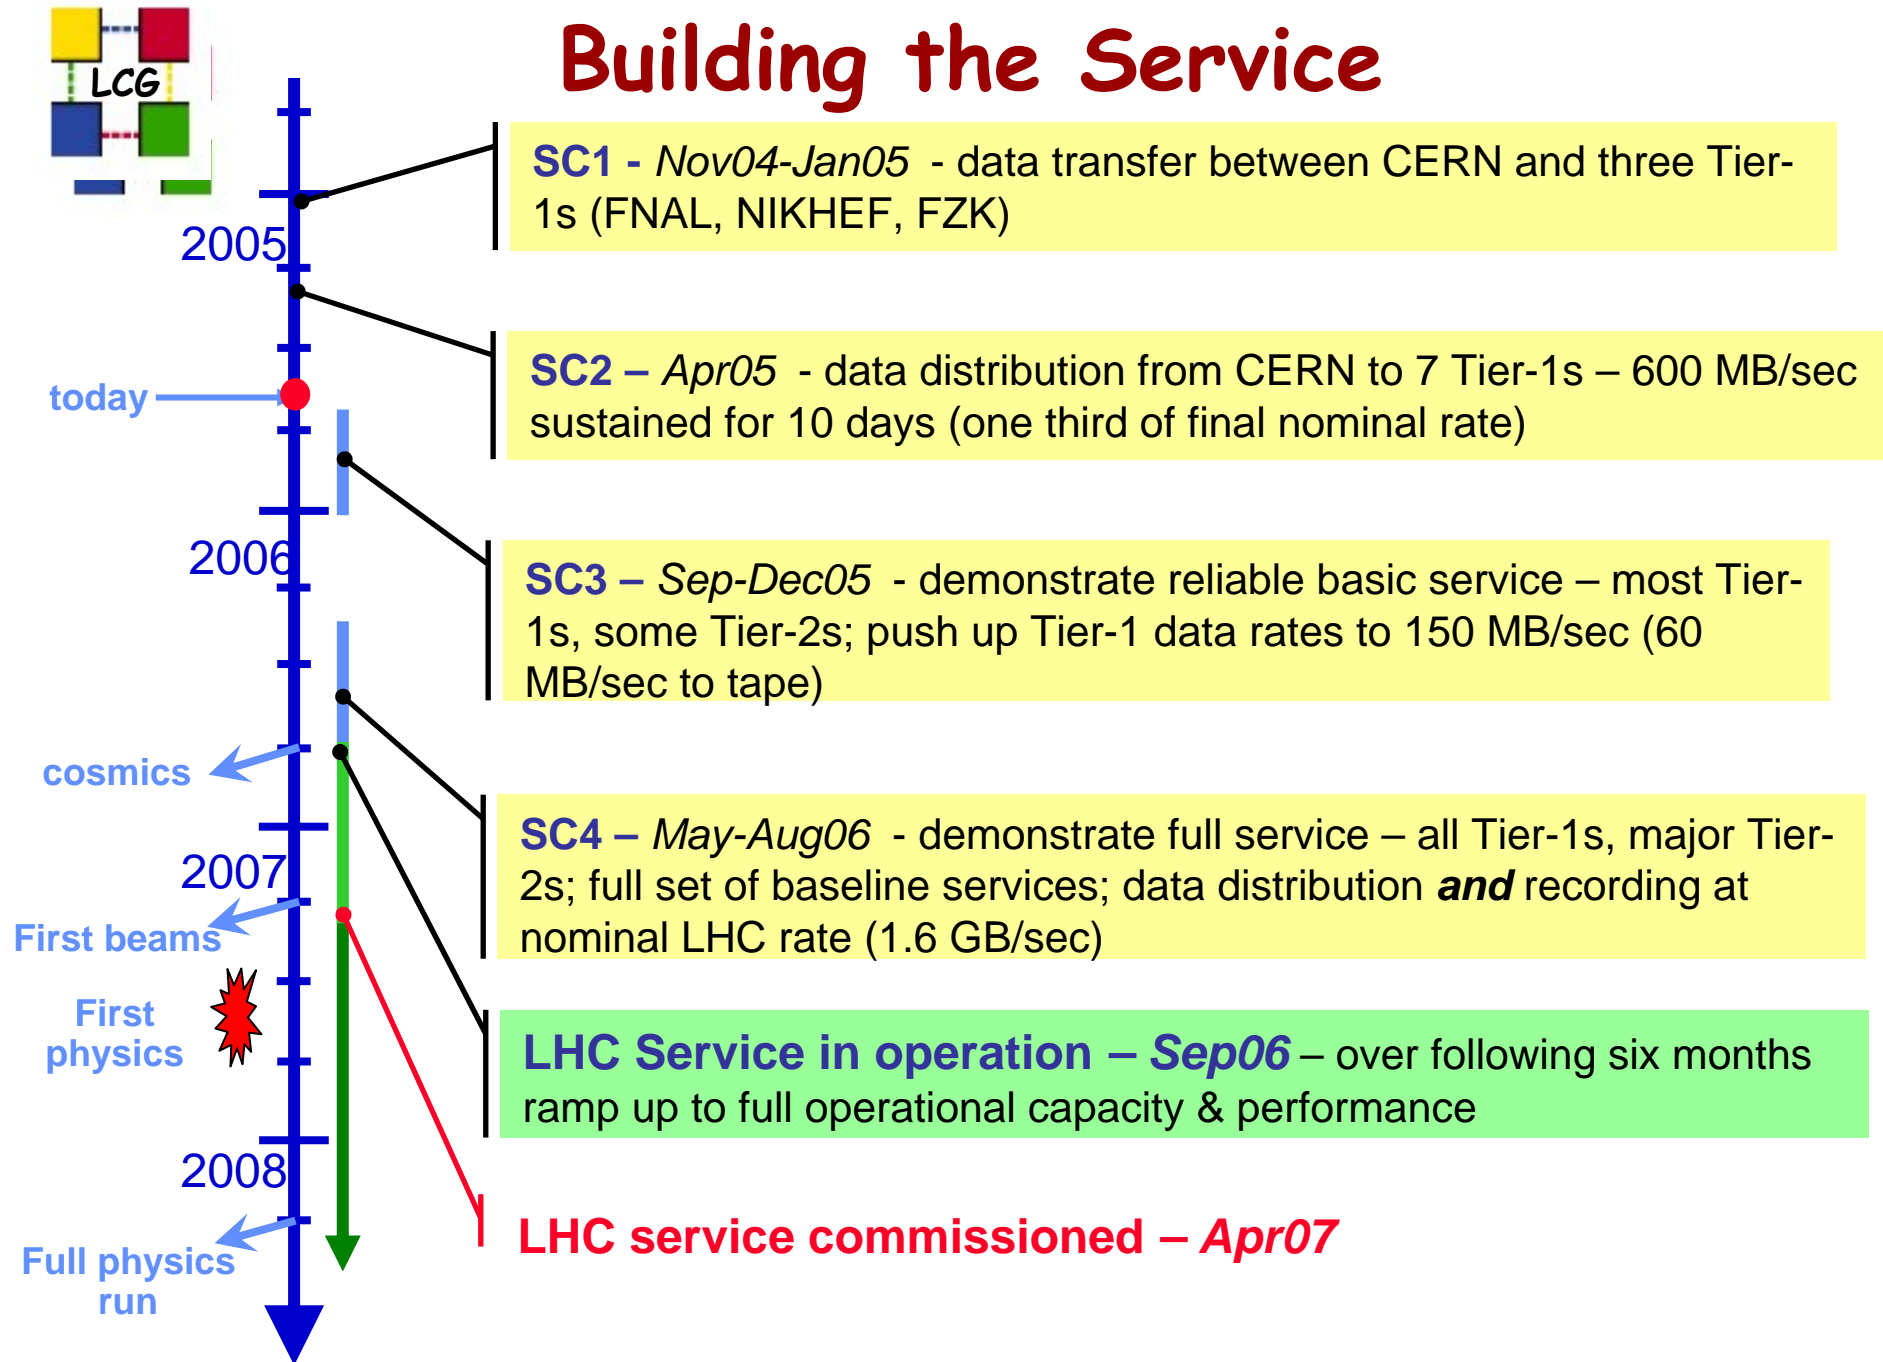 LCG
Building the Service
SC1 - Nov04-Jan05 - data transfer between CERN and three Tier-
1s (FNAL, NIKHEF, FZK)
2005
SC2 – Apr05 - data distribution from CERN to 7 Tier-1s – 600 MB/sec
sustained for 10 days (one third of final nominal rate)
today
2006
SC3 – Sep-Dec05 - demonstrate reliable basic service – most Tier-
1s, some Tier-2s; push up Tier-1 data rates to 150 MB/sec (60
MB/sec to tape)
cosmics
SC4 – May-Aug06 - demonstrate full service – all Tier-1s, major Tier-
2s; full set of baseline services; data distribution and recording at
nominal LHC rate (1.6 GB/sec)
2007
First beams
First
physics
LHC Service in operation – Sep06 – over following six months
ramp up to full operational capacity & performance
2008
LHC service commissioned – Apr07
Full physics
run